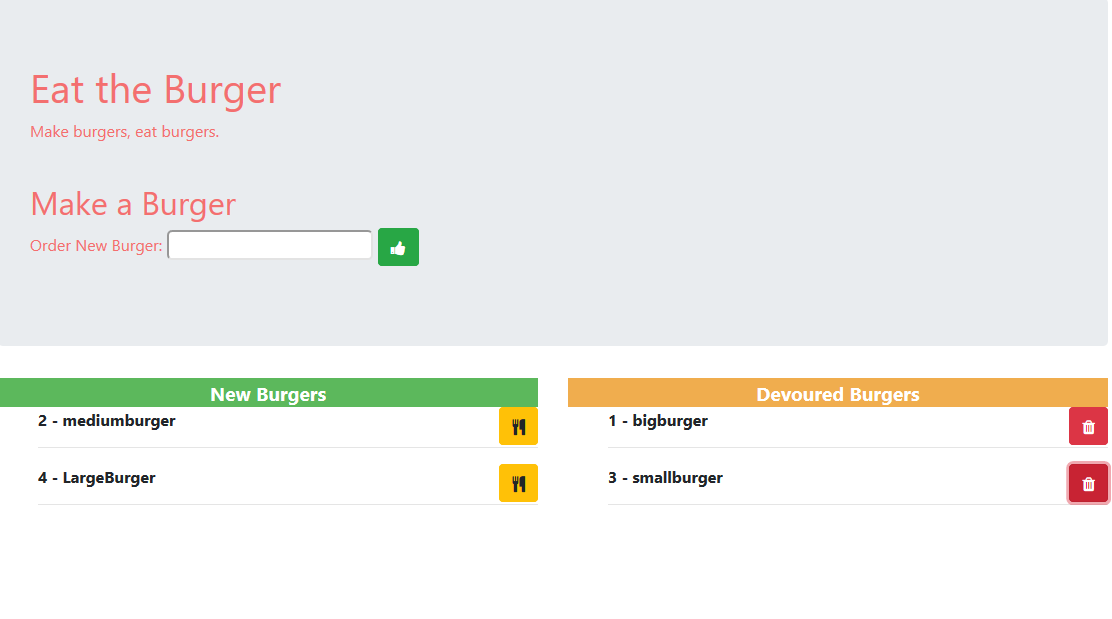 Eat the Burger
Make burgers, eat burgers.
Make a Burger
Order New Burger:
New Burgers
2 - mediumburger
4 - LargeBurger
Devoured Burgers
1 - bigburger
3 - smallburger